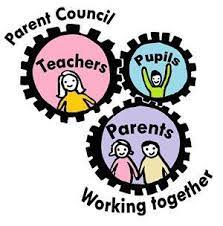 Parent Council
Teachers
Pupils
Parents
Working together